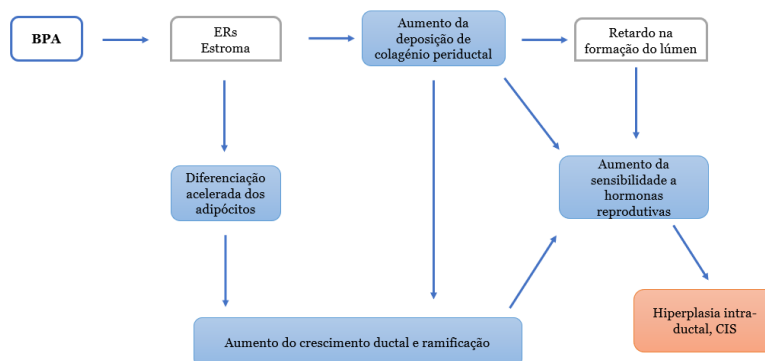 BPA
ERs
Estroma
Aumento da
deposição de
colagénio periductal
Retardo na
formação do lúmen
Diferenciação
acelerada dos
adipócitos
Aumento da
sensibilidade a
hormonas
reprodutivas
Aumento do crescimento ductal e ramificação
Hiperplasia intra-
ductal, CIS